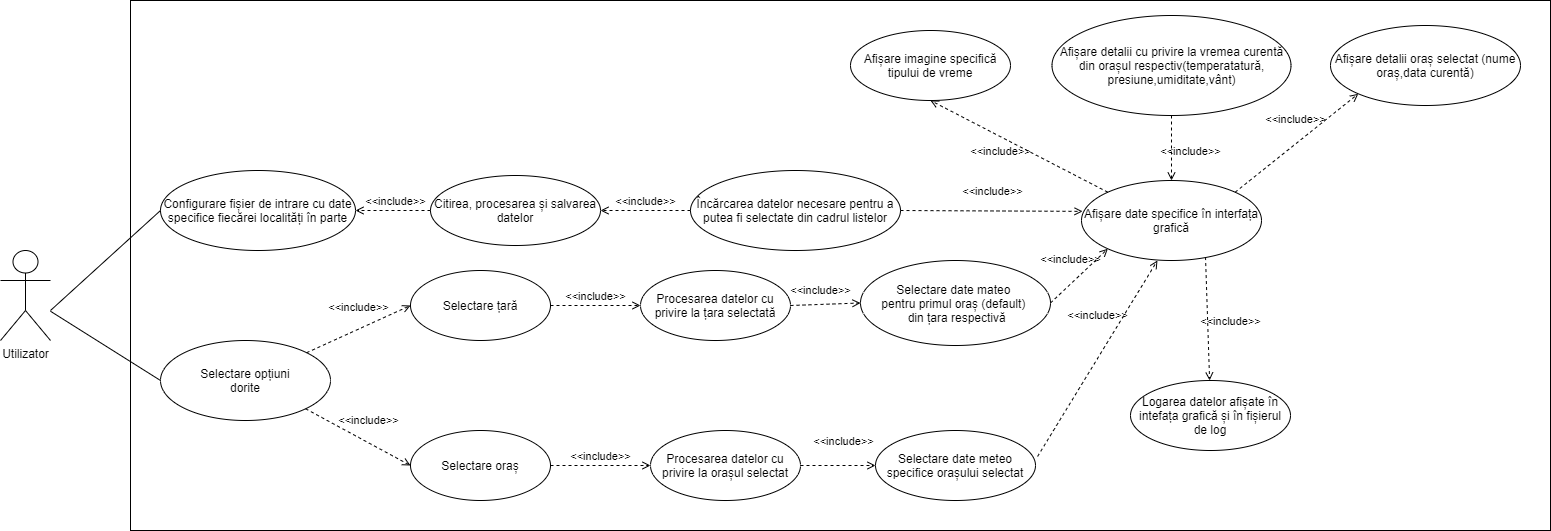 Afișare imagine specifică
tipului de vreme
Afișare detalii cu privire la vremea curentă
din orașul respectiv(temperatatură,
presiune,umiditate,vânt)
Afișare detalii oraș selectat (nume
oraș,data curentă)
<<include>>
<<include>>
<<include>>
Configurare fișier de intrare cu date
specifice fiecărei localități în parte
<<include>>
Citirea, procesarea și salvarea
datelor
<<include>>
Încărcarea datelor necesare pentru a
putea fi selectate din cadrul listelor
<<include>>
Afișare date specifice în interfața
grafică
Utilizator
<<include>>
Selectare țară
<<include>>
Procesarea datelor cu
privire la țara selectată
<<include>>
Selectare date mateo
pentru primul oraș (default)
din țara respectivă
<<include>>
<<include>>
<<include>>
Selectare opțiuni
dorite
Logarea datelor afișate în
intefața grafică și în fișierul
de log
<<include>>
Selectare oraș
<<include>>
Procesarea datelor cu
privire la orașul selectat
<<include>>
Selectare date meteo
specifice orașului selectat